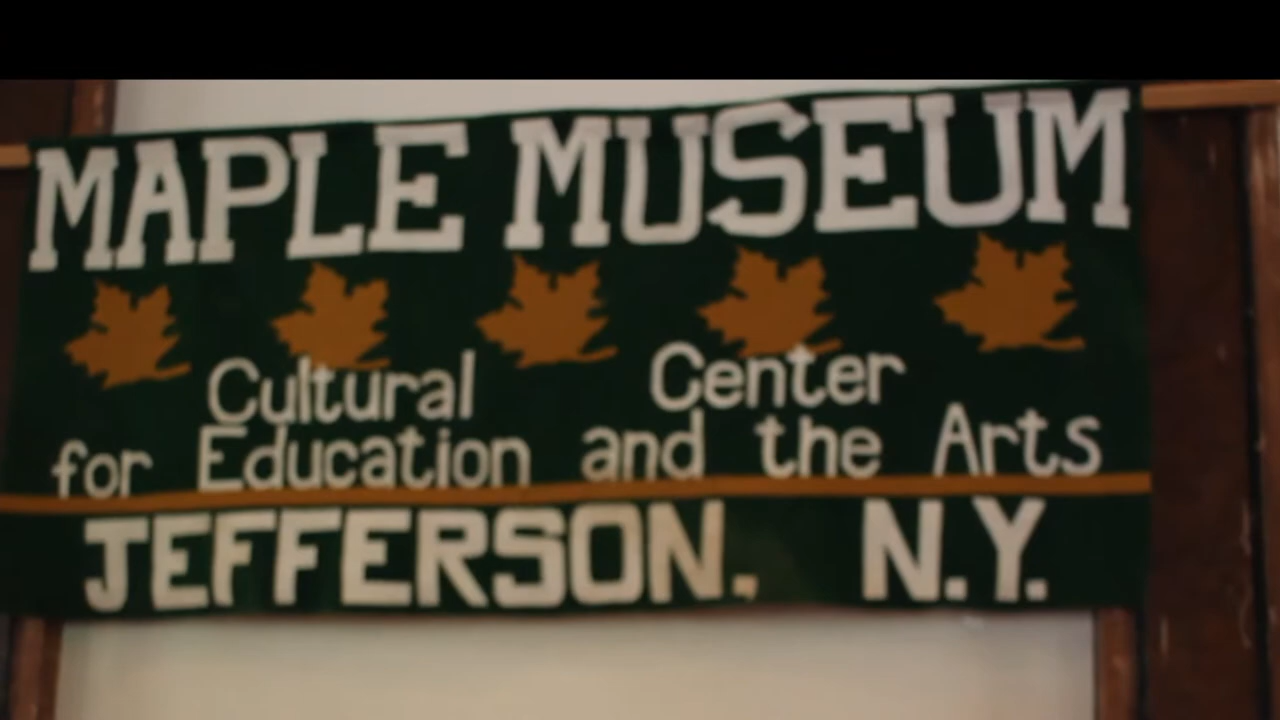 MAPLE MUSEUM
Cultural Center
for Education and the Arts
JEFFERSON, N.Y.